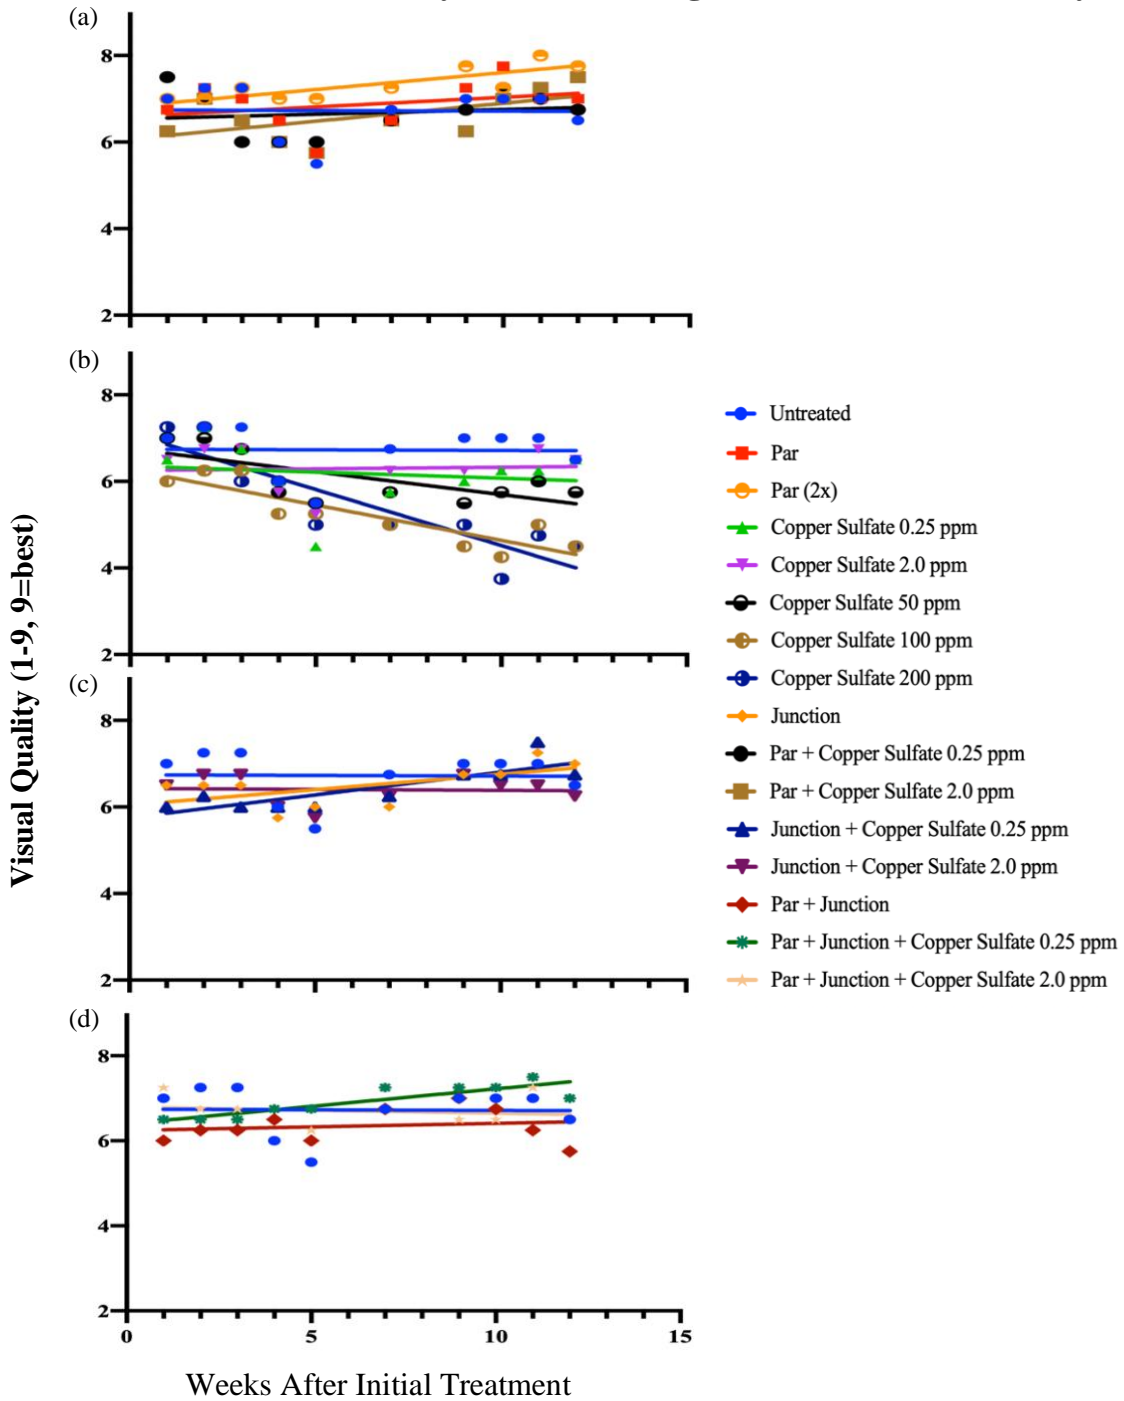 (a)
8
6
4
2
(b)
8
6
4
2
(c)
8
6
4
2
(d)
8
6
4
2
0
5
10
15
Weeks After Initial Treatment
Visual Quality (1-9, 9=best)
Untreated
Par
Par (2x)
Copper Sulfate 0.25 ppm
Copper Sulfate 2.0 ppm
Copper Sulfate 50 ppm
Copper Sulfate 100 ppm
Copper Sulfate 200 ppm
Junction
Par + Copper Sulfate 0.25 ppm
Par + Copper Sulfate 2.0 ppm
Junction + Copper Sulfate 0.25 ppm
Junction + Copper Sulfate 2.0 ppm
Par + Junction
Par + Junction + Copper Sulfate 0.25 ppm
Par + Junction + Copper Sulfate 2.0 ppm